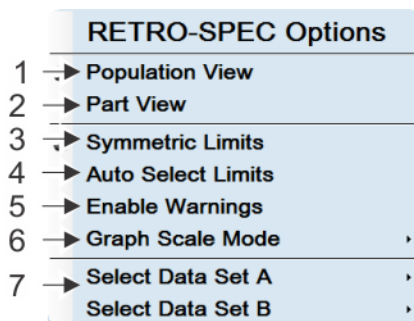 RETRO-SPEC Options
1 Population View
2 Part View
3 Symmetric Limits
4 Auto Select Limits
5 Enable Warnings
6 Graph Scale Mode
7 Select Data Set A
Select Data Set B